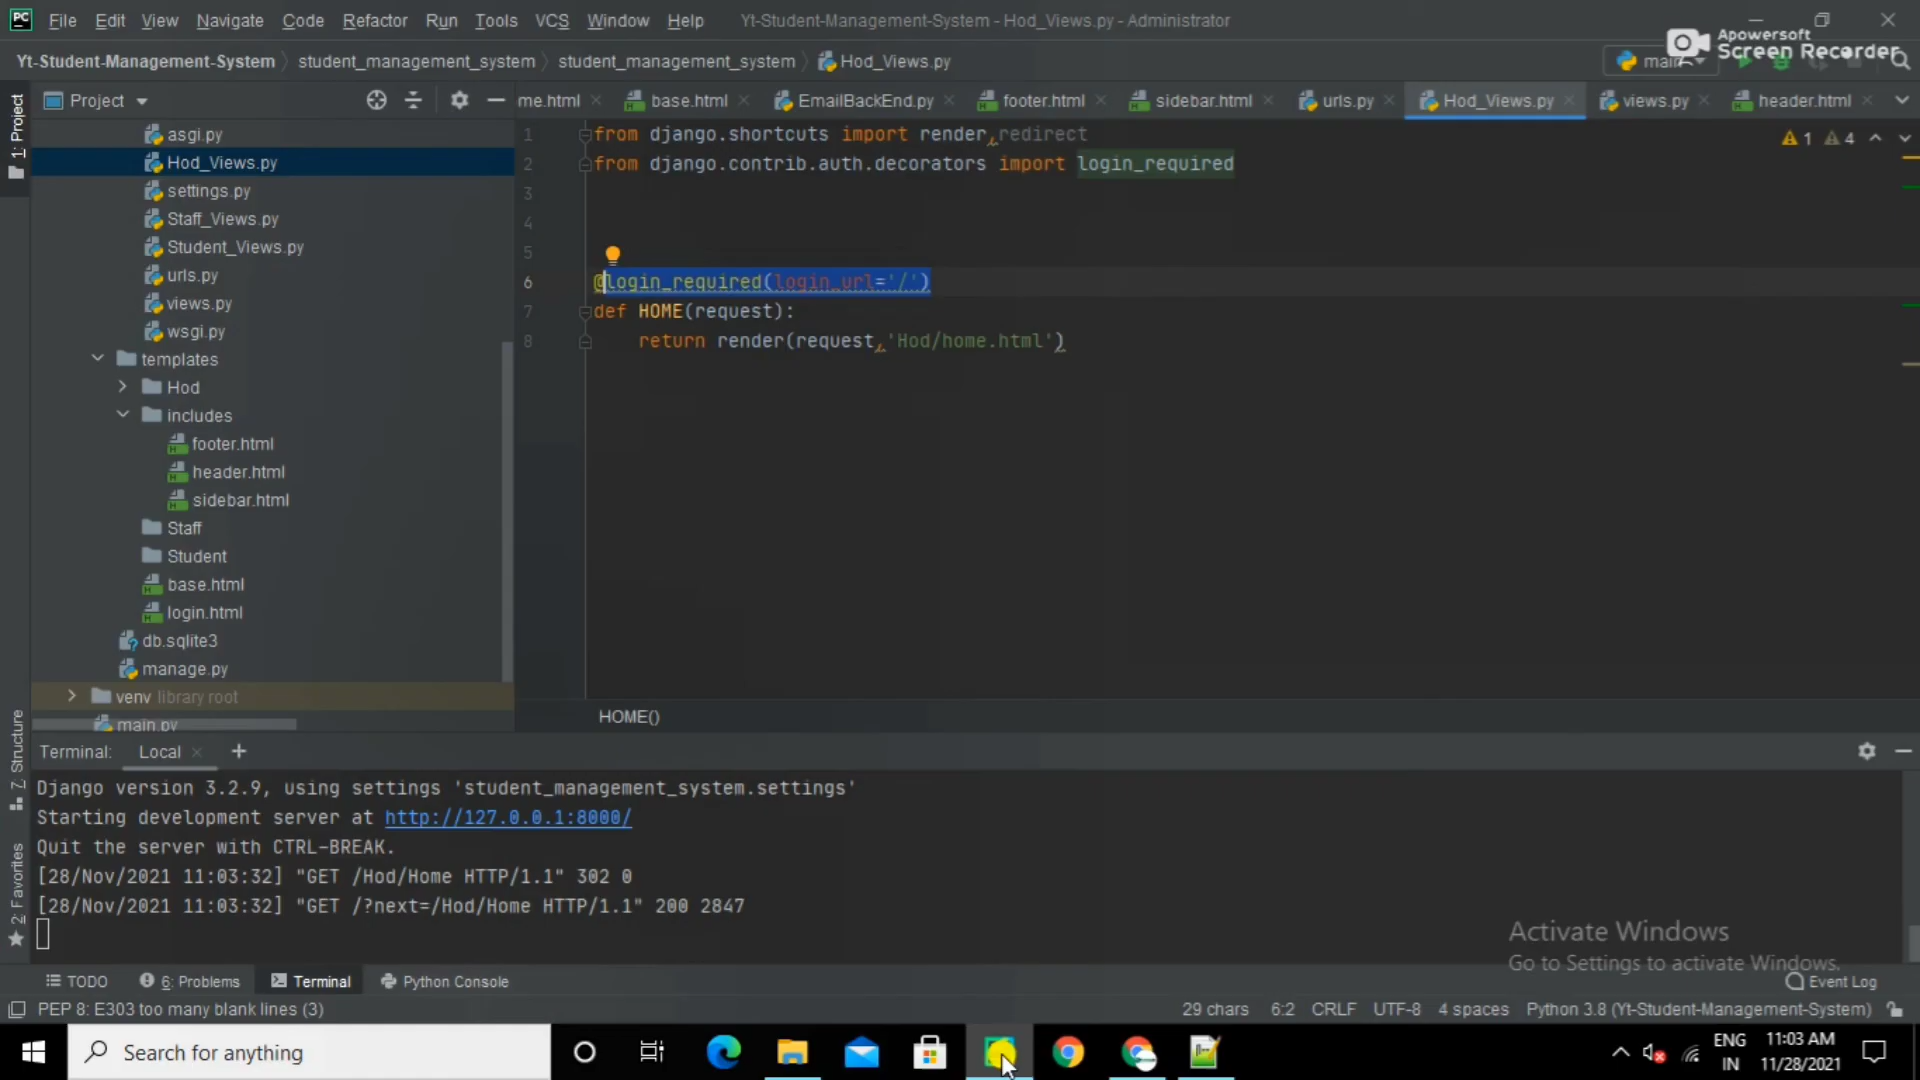 PC File Edit View Navigate Code Refactor Run Tools VCS Window Help Yt-Student-Management-System - Hod_Views.py - Administrator
Apowersoft
Screen Recorder
Yt-Student-Management-System student_management_system student_management_system Hod_Views.py
Project me.html base.html EmailBackEnd.py footer.html sidebar.html urls.py Hod_Views.py views.py header.html
1: Project
asgi.py
Hod_Views.py
settings.py
Staff_Views.py
Student_Views.py
urls.py
views.py
wsgi.py
templates
Hod
includes
footer.html
header.html
sidebar.html
Staff
Student
base.html
login.html
db.sqlite3
manage.py
venv library root
main.py
1 from django.shortcuts import render,redirect
2 from django.contrib.auth.decorators import login_required
3
4
5
6 @login_required(login_url='/')
7 def HOME(request):
8 return render(request,'Hod/home.html')
1 4
HOME()
7: Structure
2: Favorites
Terminal: Local +
Django version 3.2.9, using settings 'student_management_system.settings'
Starting development server at http://127.0.0.1:8000/
Quit the server with CTRL-BREAK.
[28/Nov/2021 11:03:32] "GET /Hod/Home HTTP/1.1" 302 0
[28/Nov/2021 11:03:32] "GET /?next=/Hod/Home HTTP/1.1" 200 2847
Activate Windows
Go to Settings to activate Windows.
TODO 6: Problems Terminal Python Console Event Log
PEP 8: E303 too many blank lines (3) 29 chars 6:2 CRLF UTF-8 4 spaces Python 3.8 (Yt-Student-Management-System)
Search for anything
ENG
IN
11:03 AM
11/28/2021